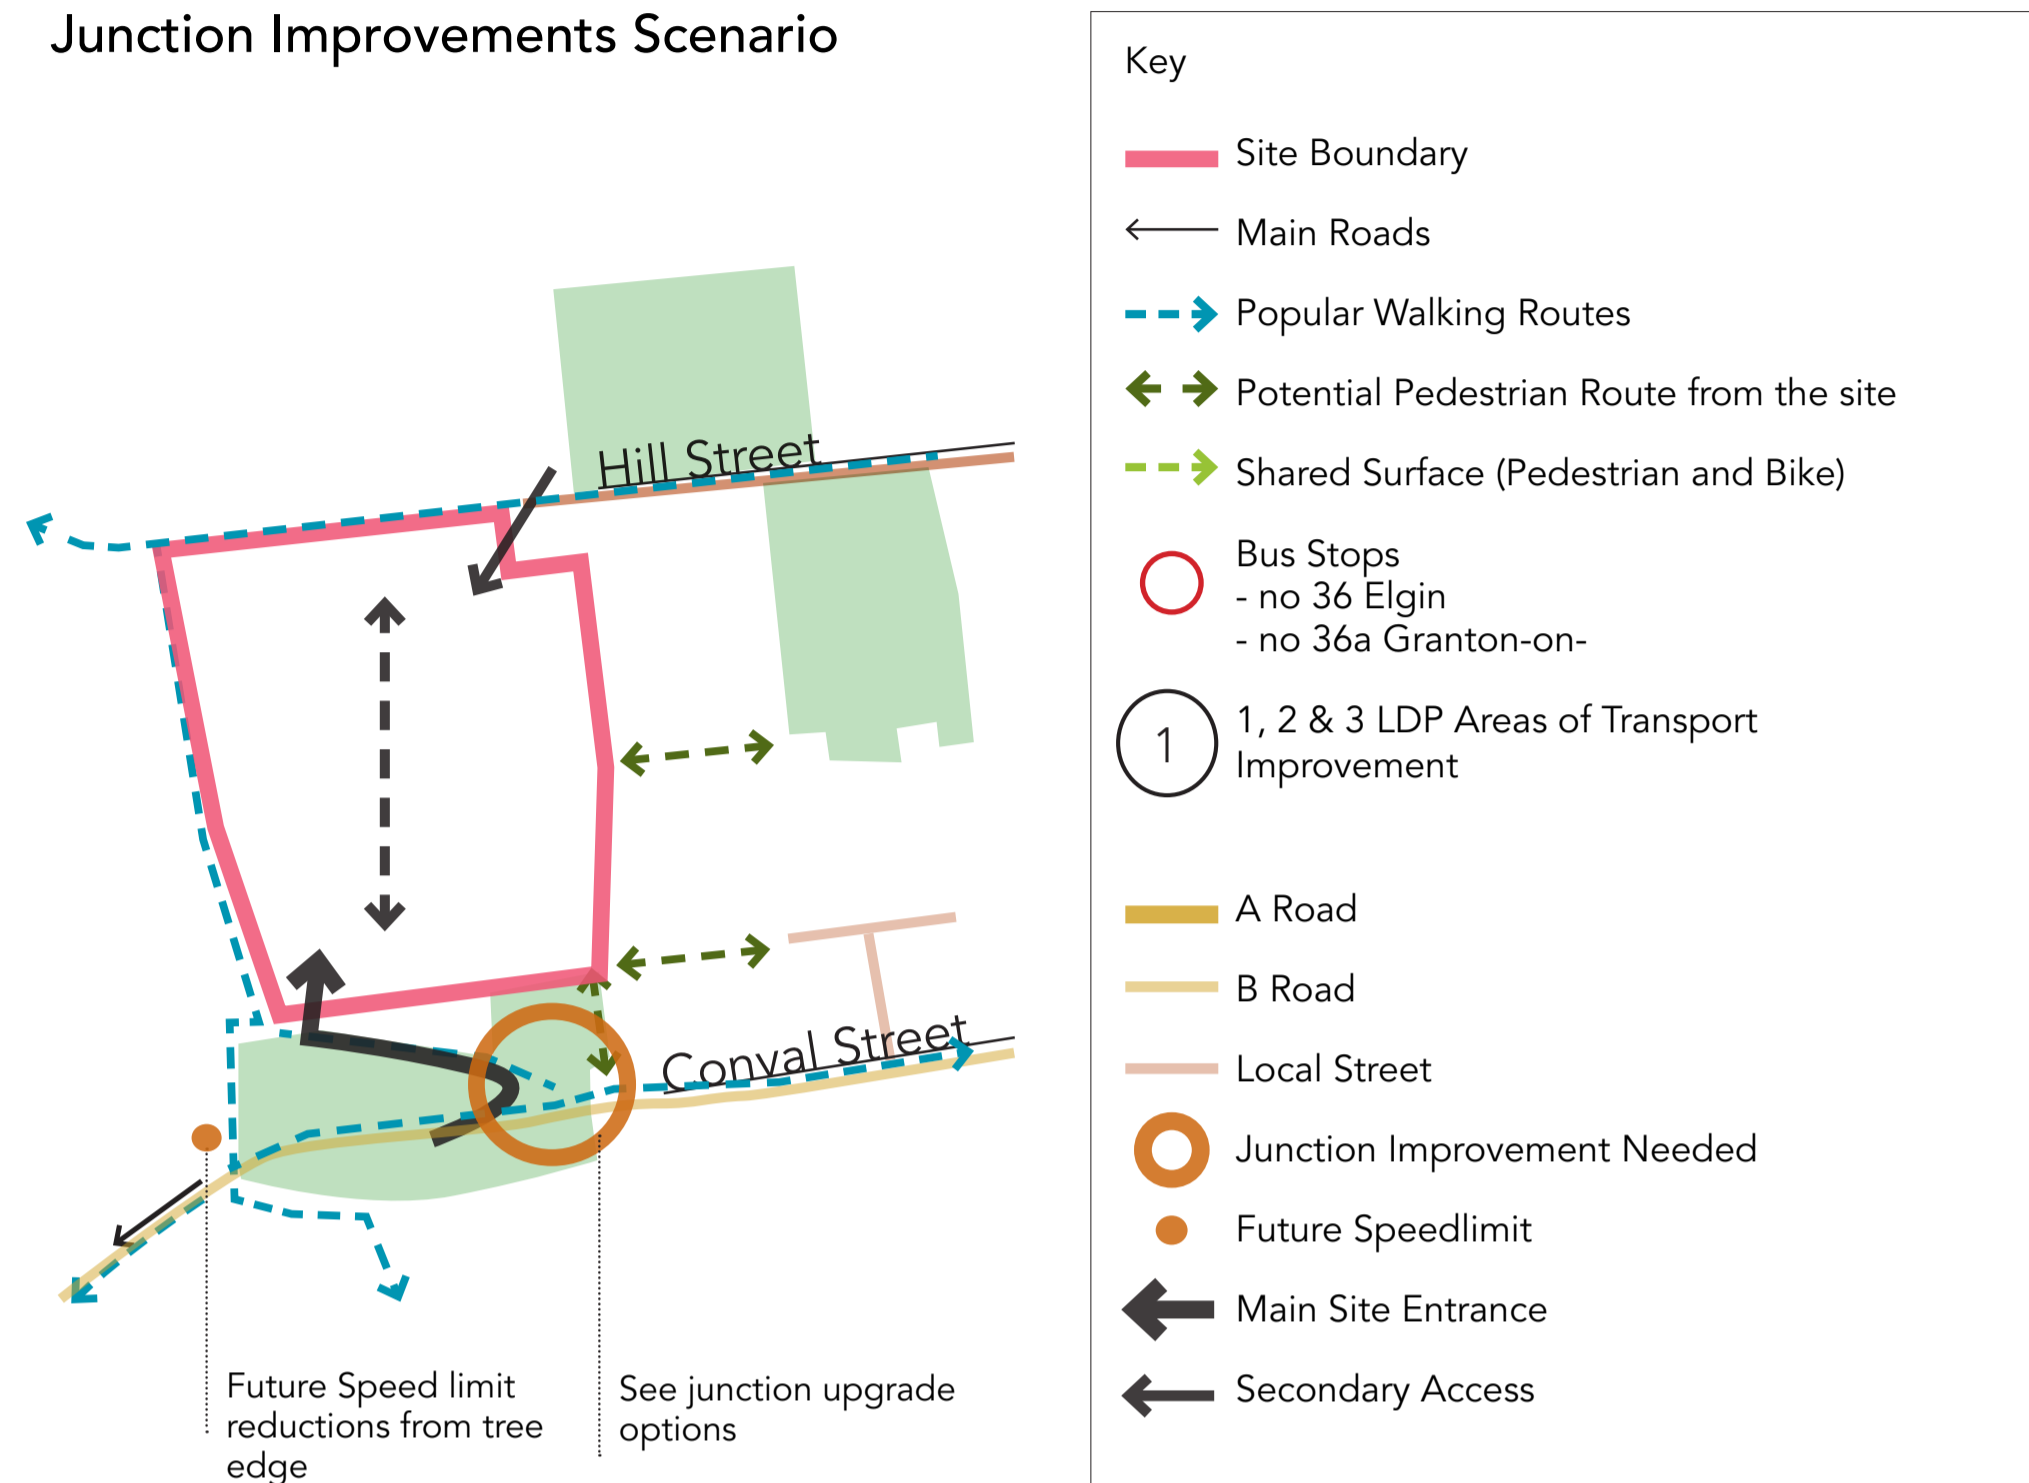 Junction Improvements Scenario
Hill Street
Conval Street
Future Speed limit
reductions from tree
edge
See junction upgrade
options
Key
Site Boundary
Main Roads
Popular Walking Routes
Potential Pedestrian Route from the site
Shared Surface (Pedestrian and Bike)
Bus Stops
- no 36 Elgin
- no 36a Granton-on-
1
1, 2 & 3 LDP Areas of Transport
Improvement
A Road
B Road
Local Street
Junction Improvement Needed
Future Speedlimit
Main Site Entrance
Secondary Access